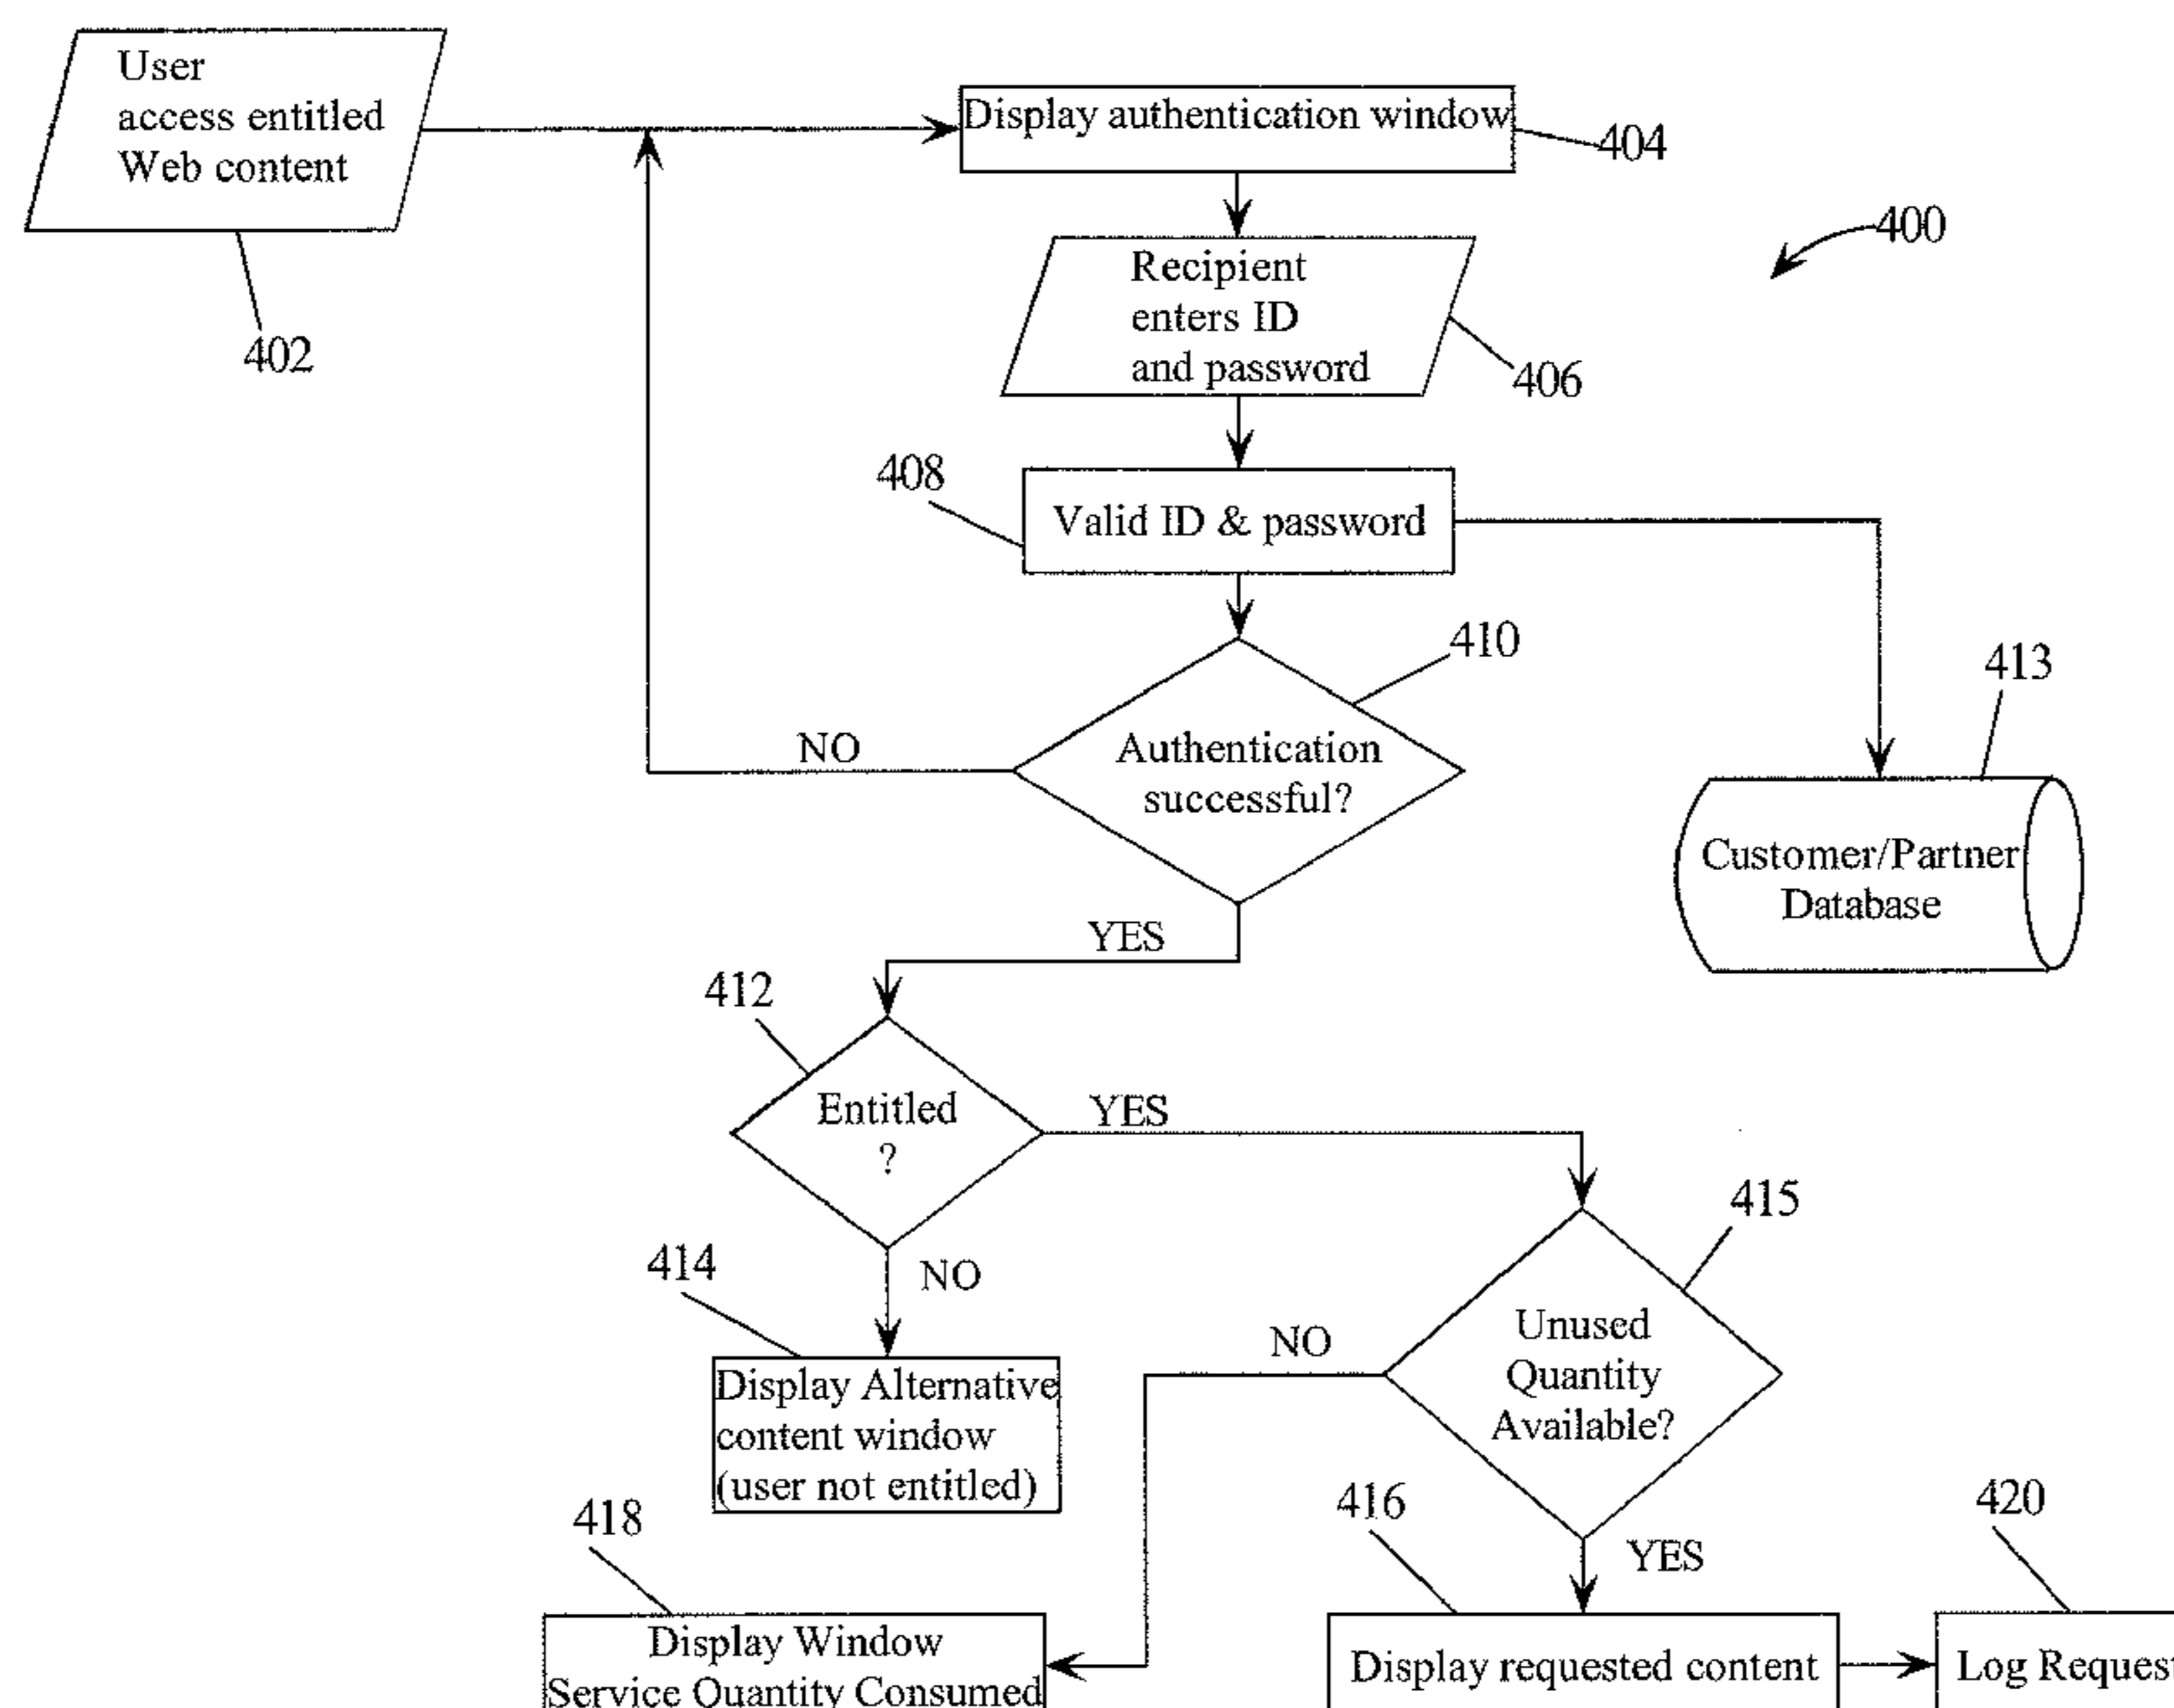 User
access entitled
Web content
402
Display authentication window
404
400
Recipient
enters ID
and password
406
408
Valid ID & password
410
413
Authentication
successful?
NO
Customer/Partner
Database
YES
412
Entitled
?
YES
415
414
NO
Unused
Quantity
Available?
NO
Display Alternative
content window
(user not entitled)
418
416
420
YES
Display Window
Service Quantity Consumed
Display requested content
Log Request